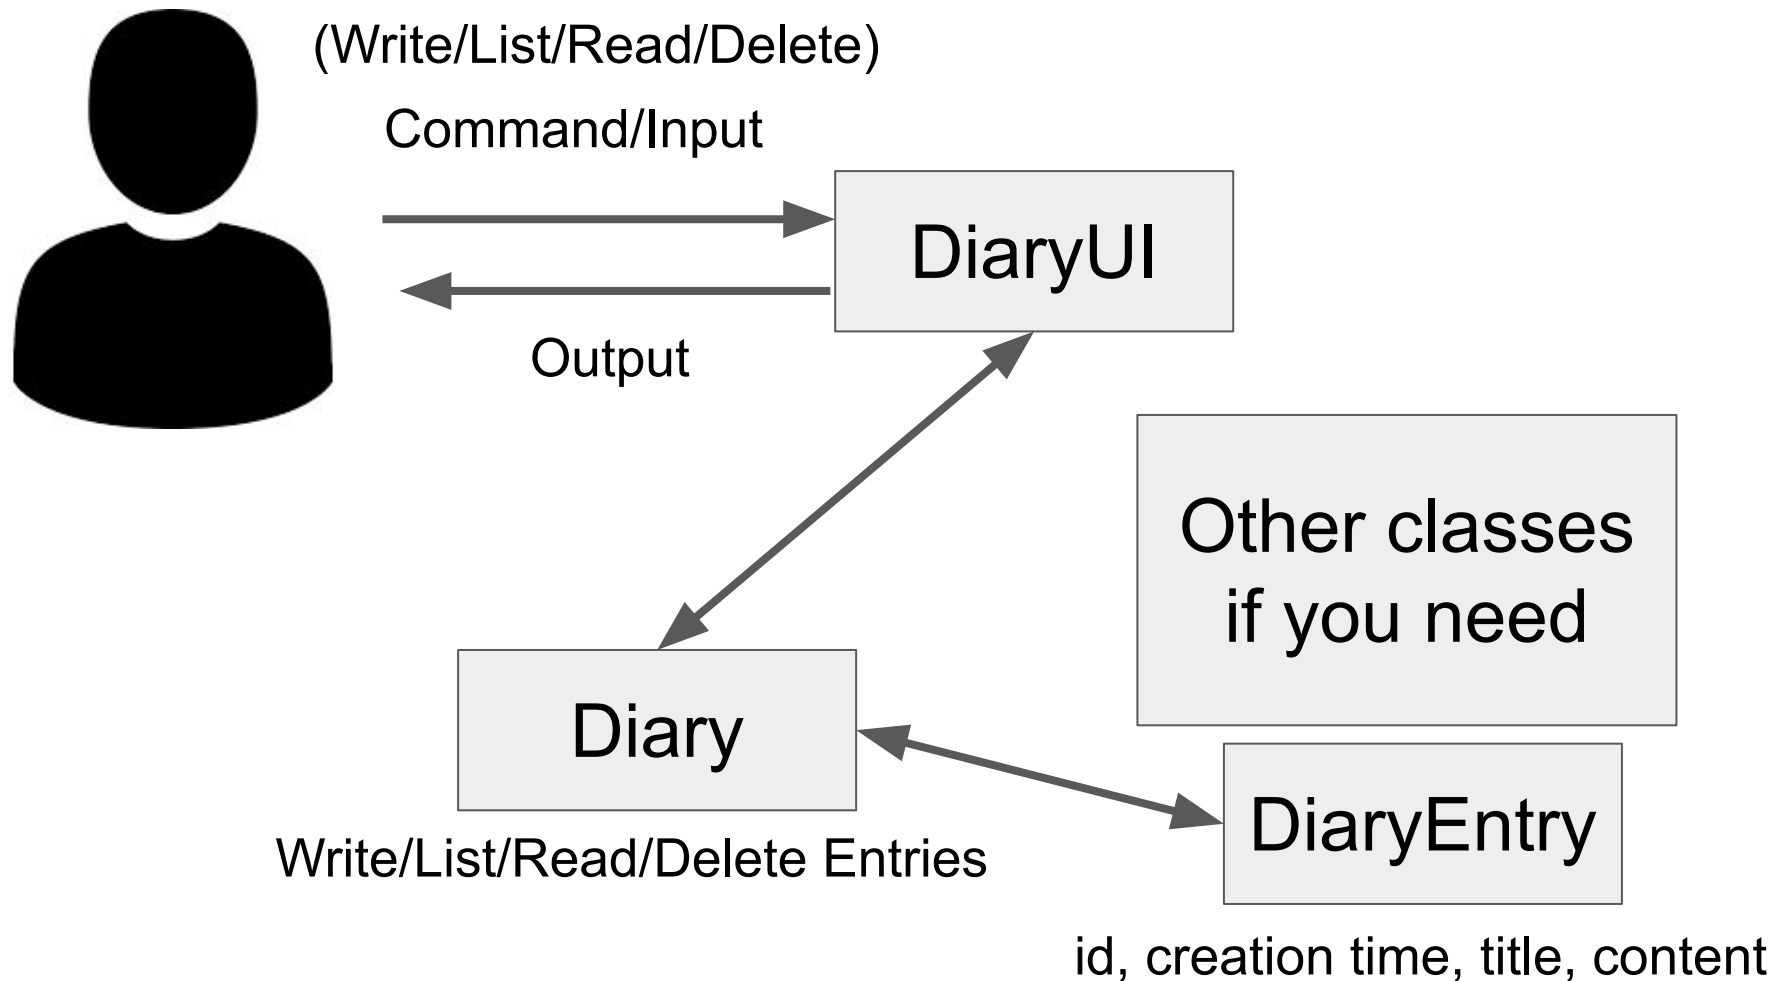 (Write/List/Read/Delete)
Command/Input
DiaryUI
Output
Other classes
if you need
Diary
DiaryEntry
Write/List/Read/Delete Entries
id, creation time, title, content